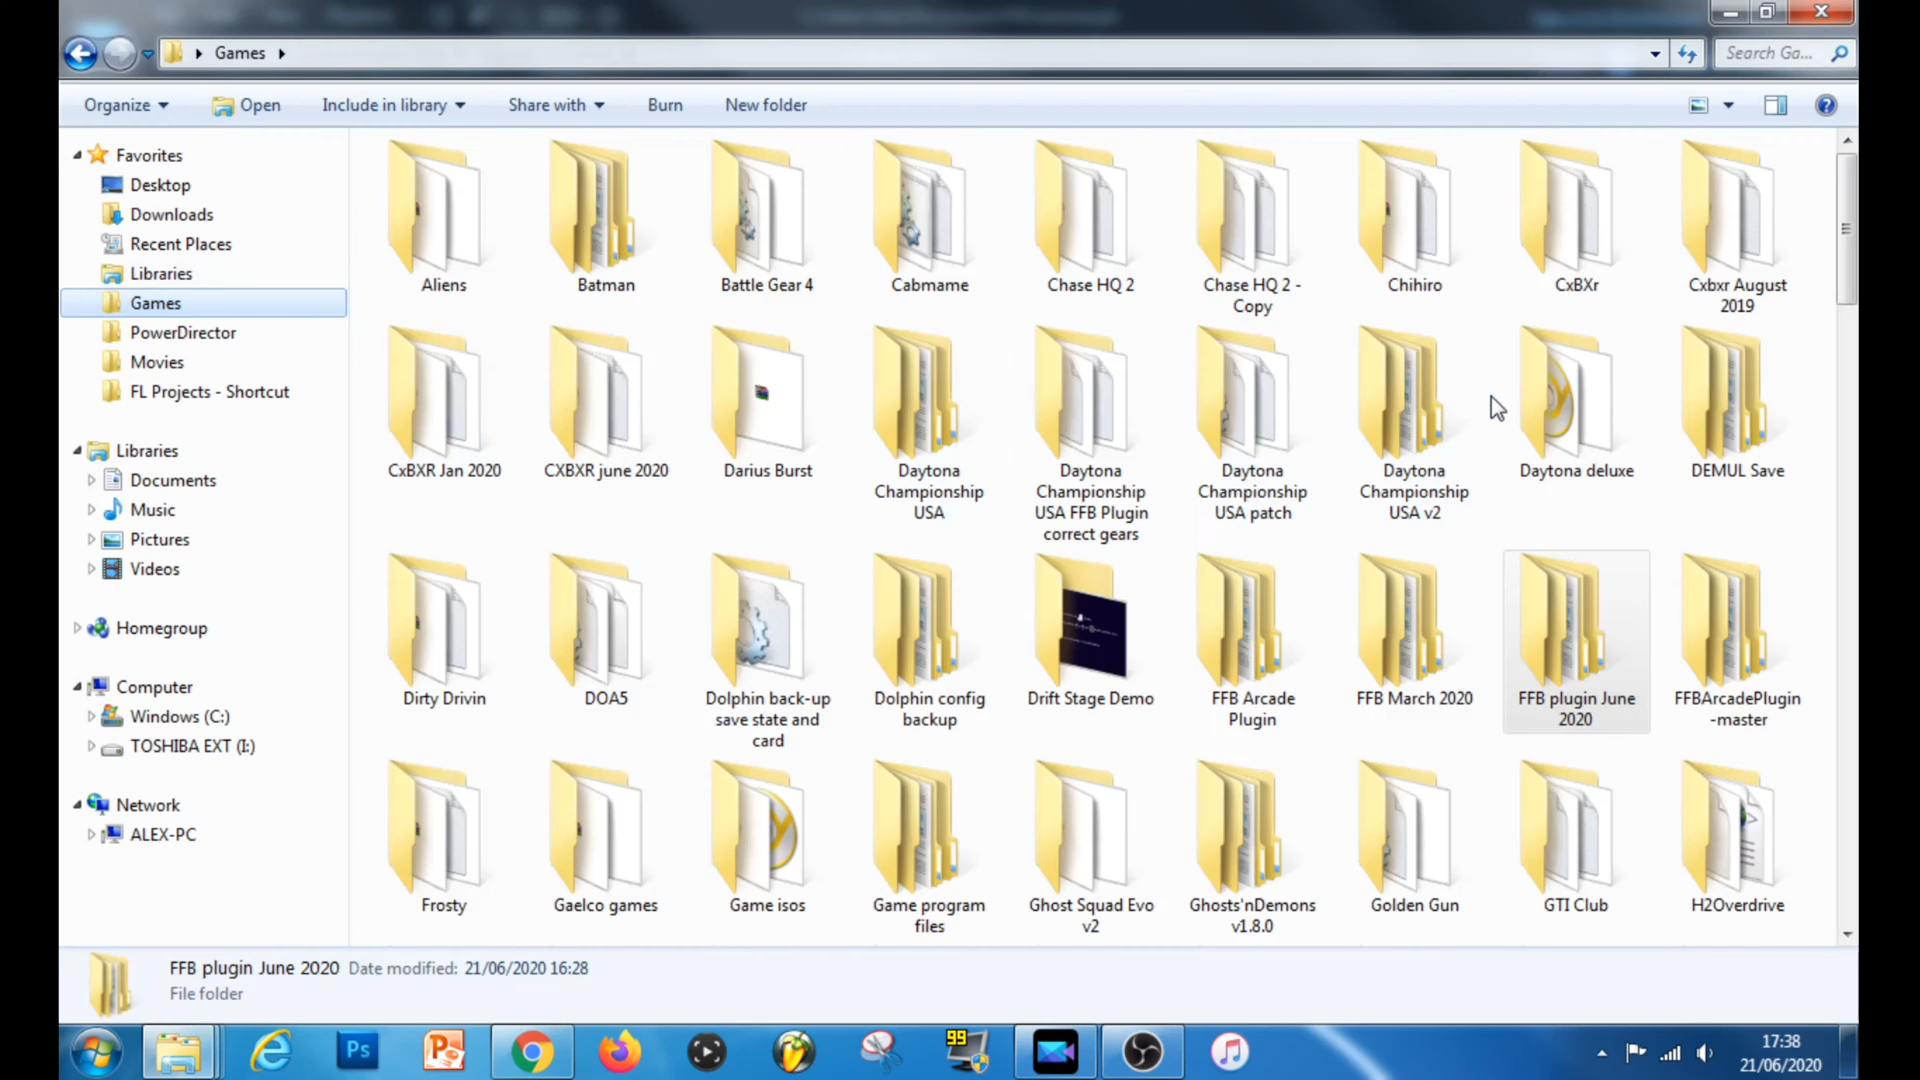 Games
Search Ga...
Organize
Open
Include in library
Share with
Burn
New folder
Favorites
Desktop
Downloads
Recent Places
Libraries
Games
PowerDirector
Movies
FL Projects - Shortcut
Libraries
Documents
Music
Pictures
Videos
Homegroup
Computer
Windows (C:)
TOSHIBA EXT (I:)
Network
ALEX-PC
Aliens
Batman
Battle Gear 4
Cabmame
Chase HQ 2
Chase HQ 2 -
Copy
Chihiro
CxBXr
Cxbxr August
2019
CxBXR Jan 2020
CXBXR june 2020
Darius Burst
Daytona
Championship
USA
Daytona
Championship
USA FFB Plugin
correct gears
Daytona
Championship
USA patch
Daytona
Championship
USA v2
Daytona deluxe
DEMUL Save
Dirty Drivin
DOA5
Dolphin back-up
save state and
card
Dolphin config
backup
Drift Stage Demo
FFB Arcade
Plugin
FFB March 2020
FFB plugin June
2020
FFBArcadePlugin
-master
Frosty
Gaelco games
Game isos
Game program
files
Ghost Squad Evo
v2
Ghosts'nDemons
v1.8.0
Golden Gun
GTI Club
H2Overdrive
FFB plugin June 2020 Date modified: 21/06/2020 16:28
File folder
Ps
P
99
17:38
21/06/2020